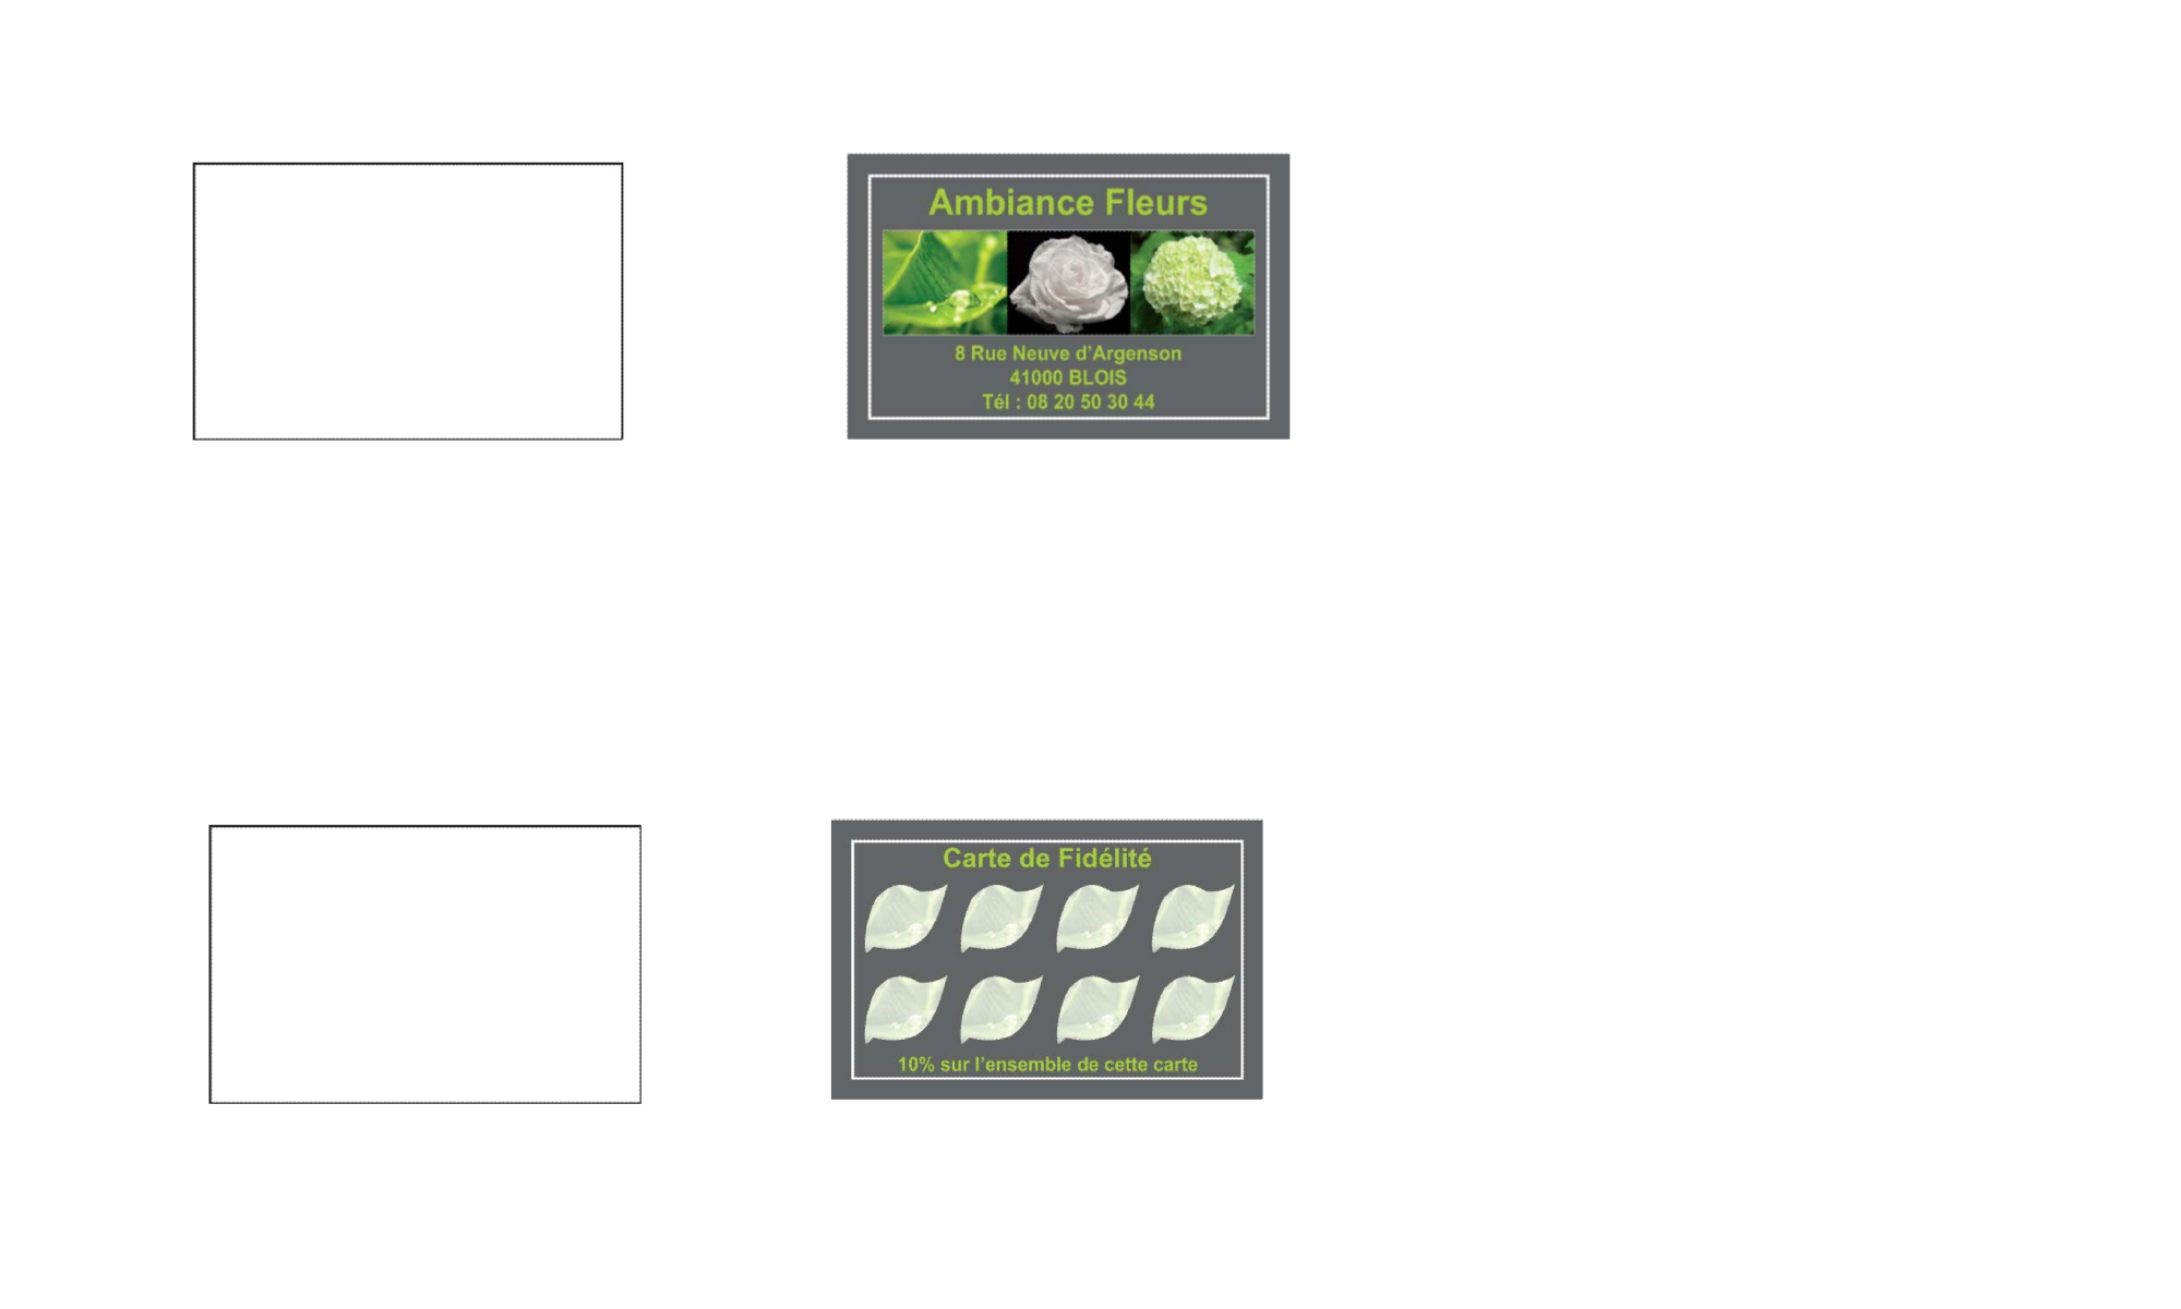 Ambiance Fleurs
8 Rue Neuve d'Argenson
41000 BLOIS
Tél : 08 20 50 30 44
Carte de Fidélité
10% sur l'ensemble de cette carte